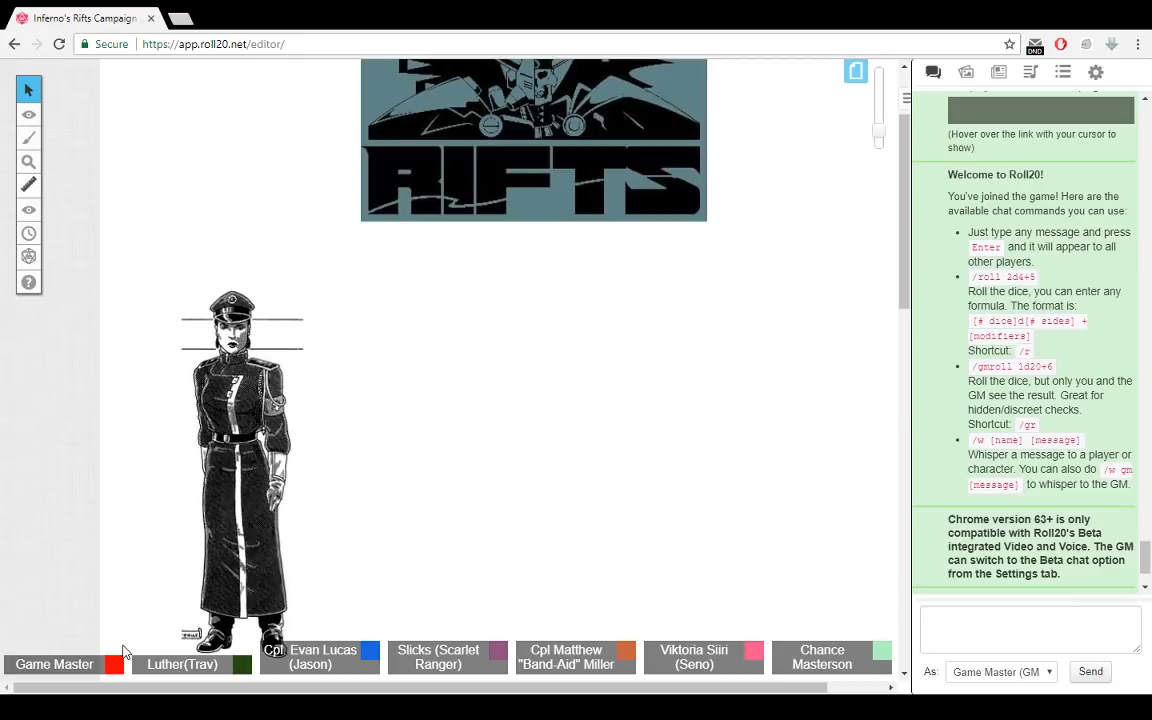 Inferno's Rifts Campaign
Secure
https://app.roll20.net/editor/
DND
RIFTS
(Hover over the link with your cursor to
show)
Welcome to Roll20!
You've joined the game! Here are the
available chat commands you can use:
Just type any message and press
Enter and it will appear to all
other players.
/roll 2d4+5
Roll the dice, you can enter any
formula. The format is:
[# dice]d[# sides] +
[modifiers]
Shortcut: /r
/gmroll 1d20+6
Roll the dice, but only you and the
GM see the result. Great for
hidden/discreet checks.
Shortcut: /gr
/w [name] [message]
Whisper a message to a player or
character. You can also do /w gm
[message] to whisper to the GM.
Chrome version 63+ is only
compatible with Roll20's Beta
integrated Video and Voice. The GM
can switch to the Beta chat option
from the Settings tab.
Game Master
Luther(Trav)
Cpl. Evan Lucas
(Jason)
Slicks (Scarlet
Ranger)
Cpl Matthew
"Band-Aid" Miller
Viktoria Siiri
(Seno)
Chance
Masterson
As:
Game Master (GM
Send